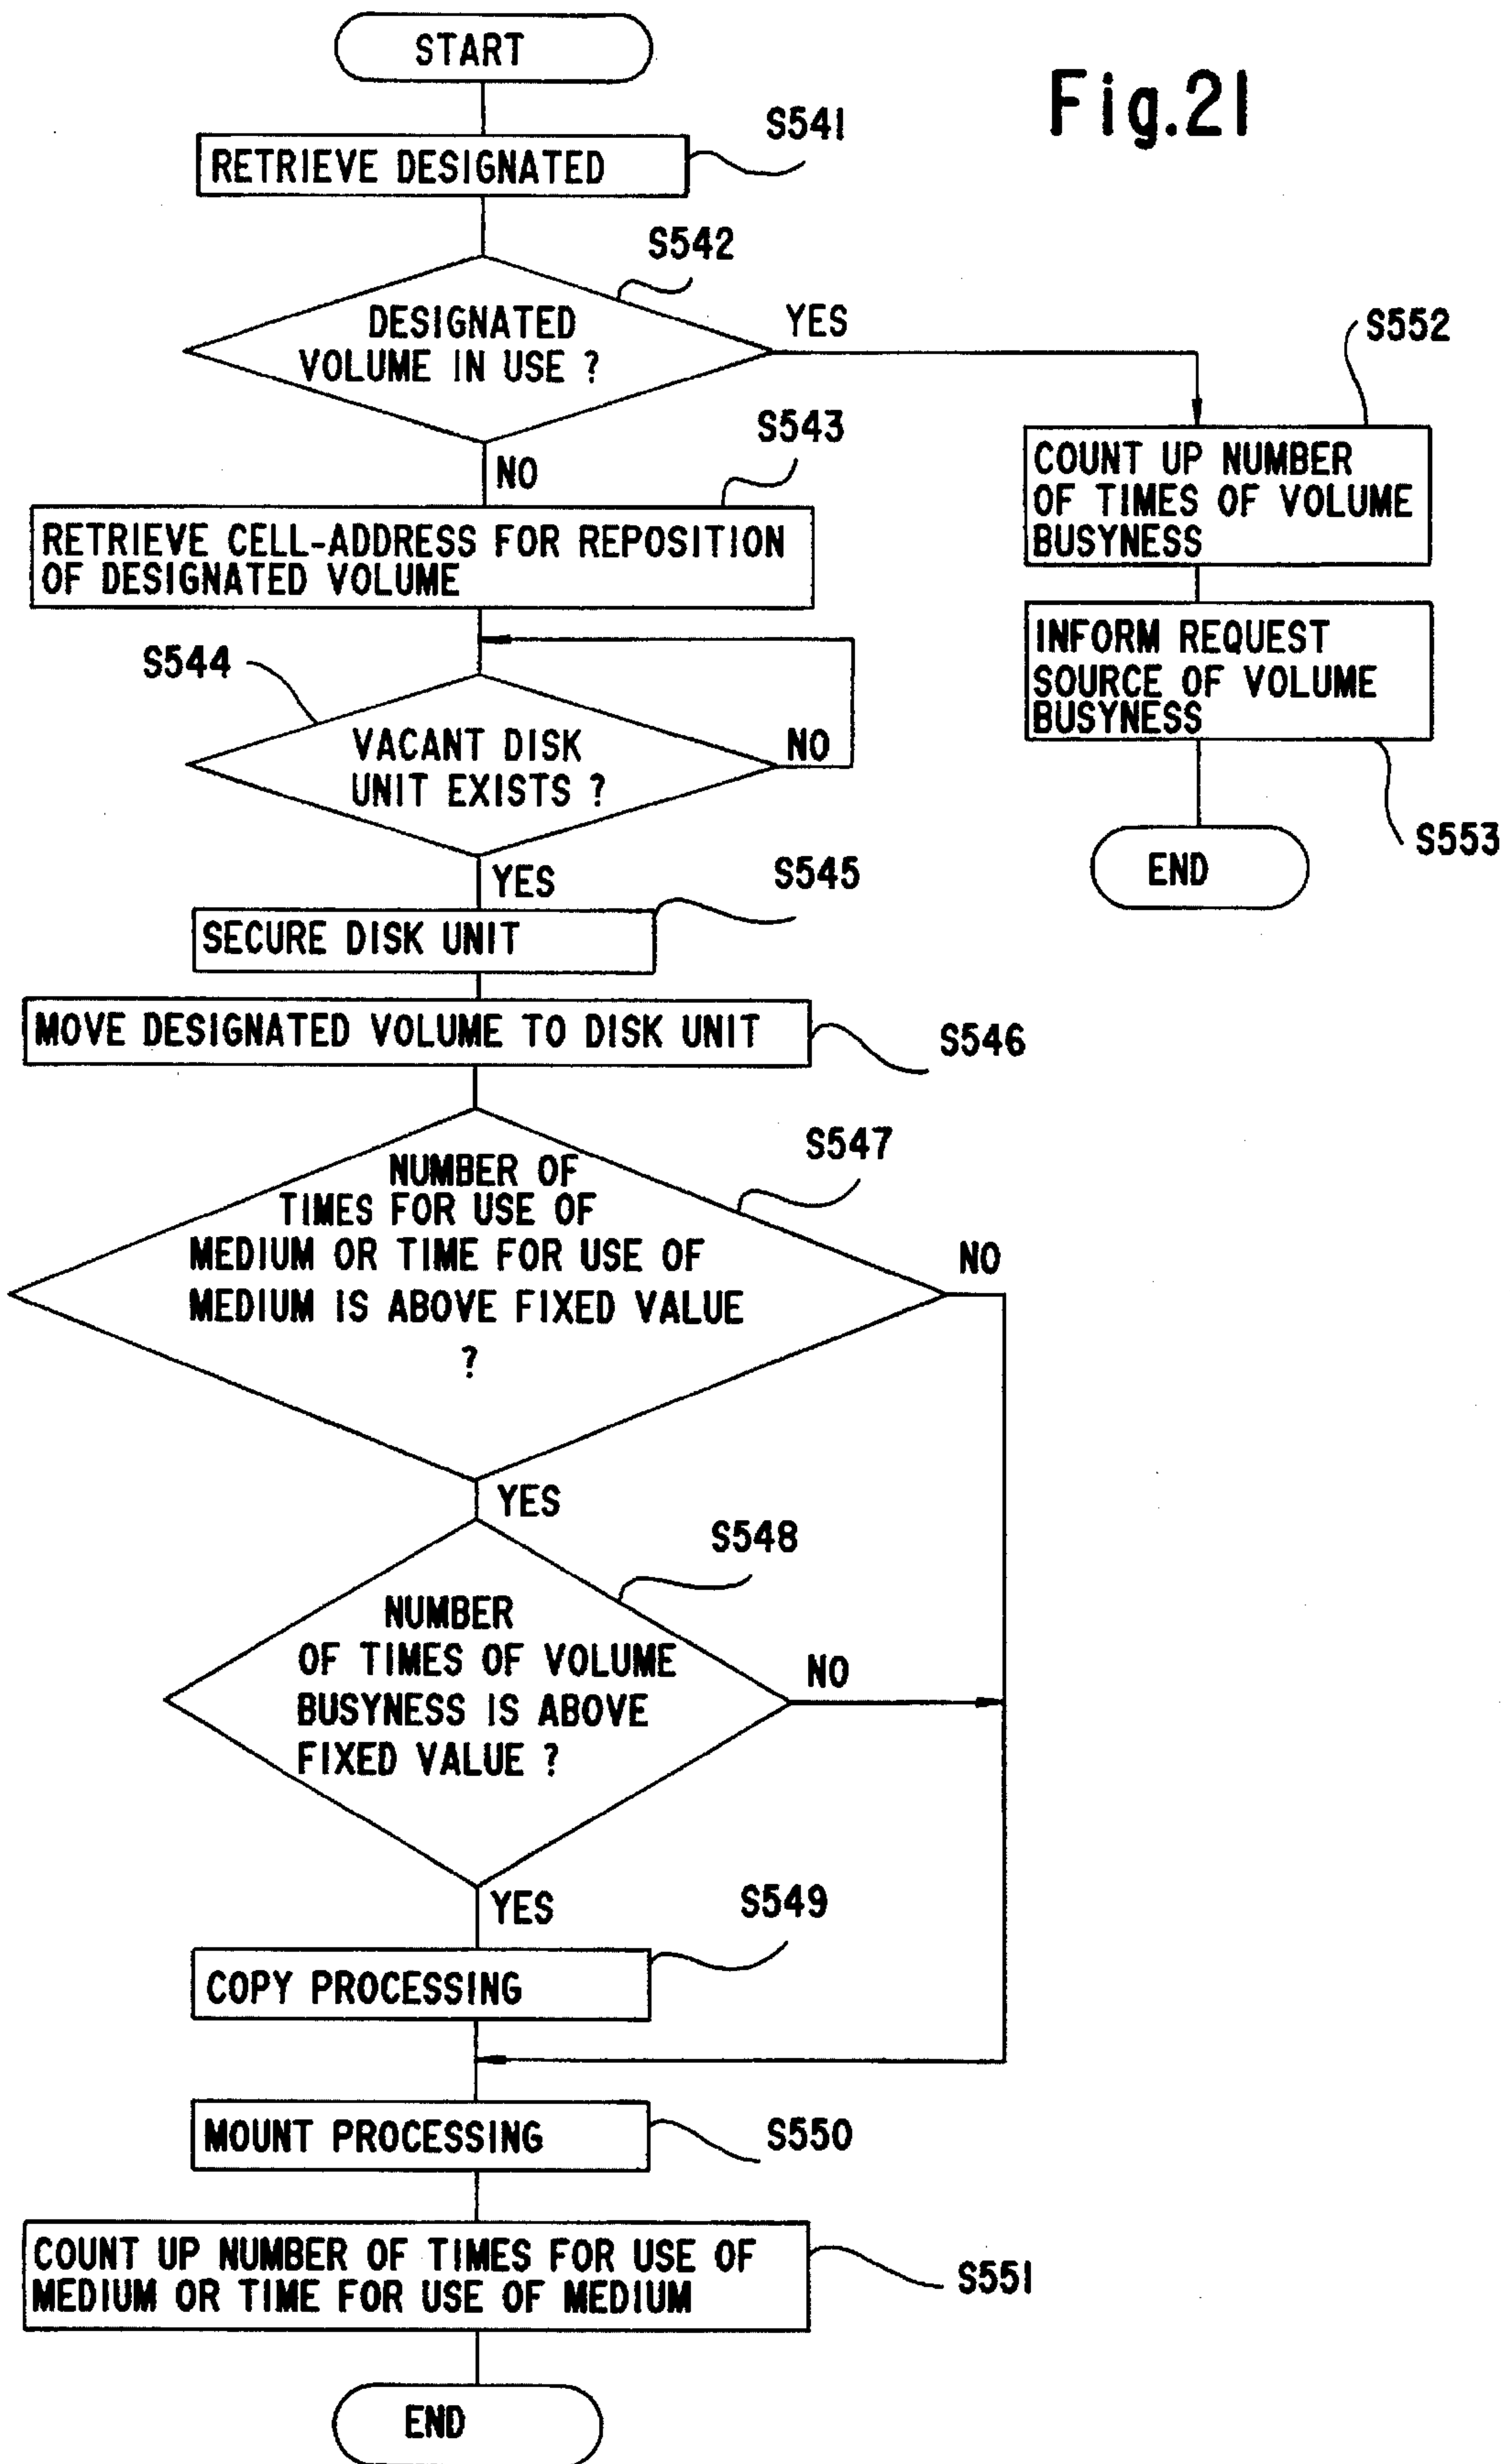 START
Fig.21
S541
RETRIEVE DESIGNATED
S542
DESIGNATED
VOLUME IN USE ?
YES
NO
S552
COUNT UP NUMBER
OF TIMES OF VOLUME
BUSYNESS
INFORM REQUEST
SOURCE OF VOLUME
BUSYNESS
S553
END
S543
RETRIEVE CELL-ADDRESS FOR REPOSITION
OF DESIGNATED VOLUME
S544
VACANT DISK
UNIT EXISTS ?
NO
YES
S545
SECURE DISK UNIT
MOVE DESIGNATED VOLUME TO DISK UNIT
S546
S547
NUMBER OF
TIMES FOR USE OF
MEDIUM OR TIME FOR USE OF
MEDIUM IS ABOVE FIXED VALUE
?
NO
YES
S548
NUMBER
OF TIMES OF VOLUME
BUSYNESS IS ABOVE
FIXED VALUE ?
NO
YES
S549
COPY PROCESSING
MOUNT PROCESSING
S550
COUNT UP NUMBER OF TIMES FOR USE OF
MEDIUM OR TIME FOR USE OF MEDIUM
S551
END